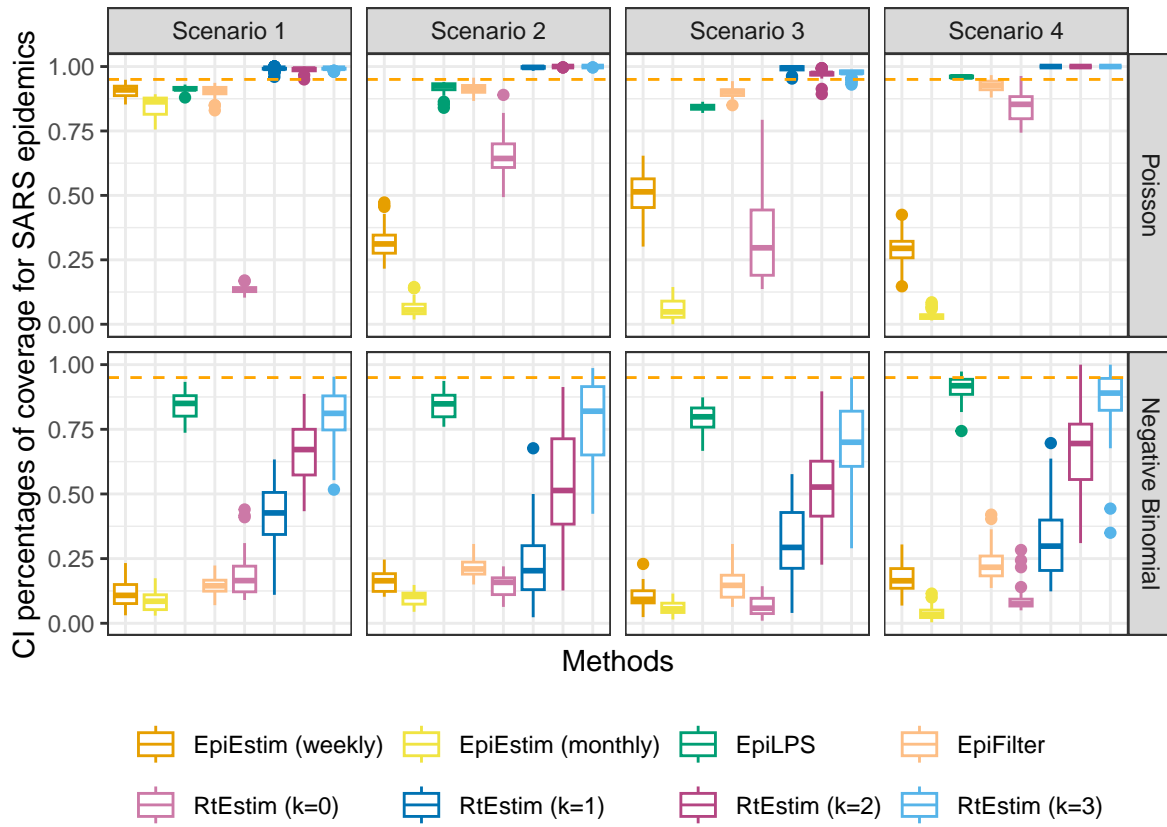 Scenario 1 Scenario 2 Scenario 3 Scenario 4
CI percentages of coverage for SARS epidemics
1.00
0.75
0.50
0.25
0.00
Poisson
1.00
0.75
0.50
0.25
0.00
Negative Binomial
Methods
EpiEstim (weekly) EpiEstim (monthly) EpiLPS EpiFilter
RtEstim (k=0) RtEstim (k=1) RtEstim (k=2) RtEstim (k=3)